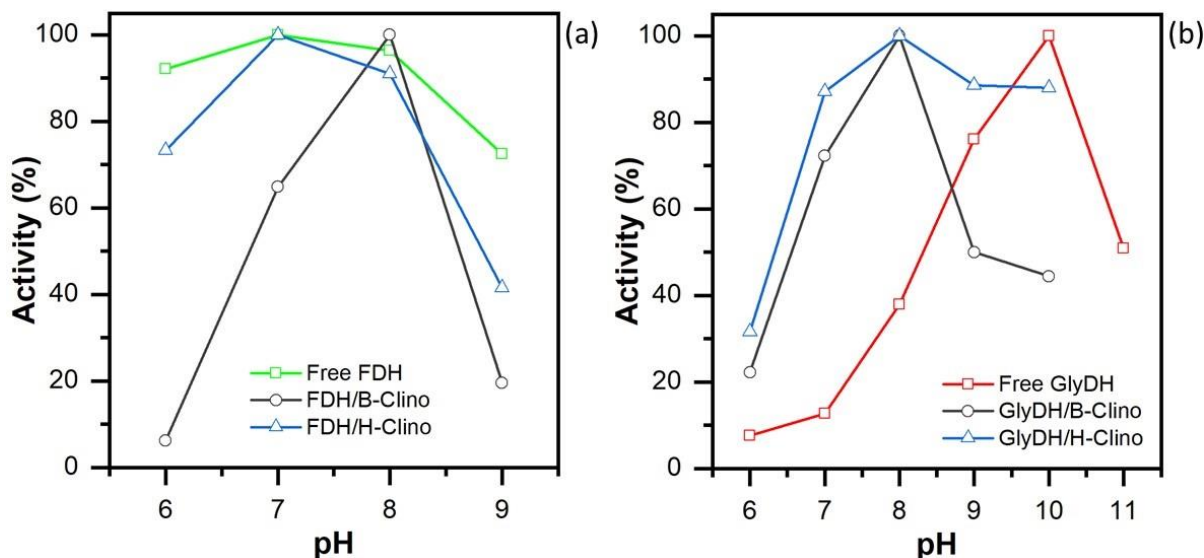 (a)
Activity (%)
100
80
60
40
20
0
Free FDH
FDH/B-Clino
FDH/H-Clino
6 7 8 9
pH
(b)
Activity (%)
100
80
60
40
20
0
Free GlyDH
GlyDH/B-Clino
GlyDH/H-Clino
6 7 8 9 10 11
pH